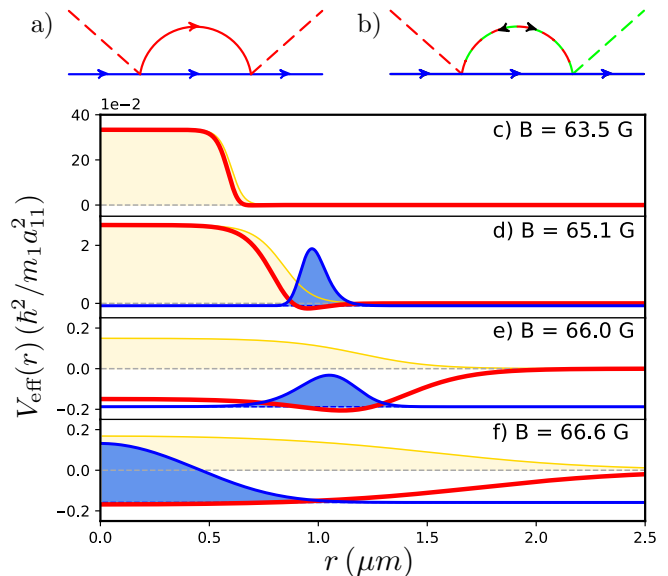 a)
b)
1e−2
40
20
0
c) B = 63.5 G
2
0
d) B = 65.1 G
0.2
0.0
−0.2
e) B = 66.0 G
0.2
0.0
−0.2
f) B = 66.6 G
V_eff(r) (ħ²/m₁a²₁₁)
0.0 0.5 1.0 1.5 2.0 2.5
r (μm)